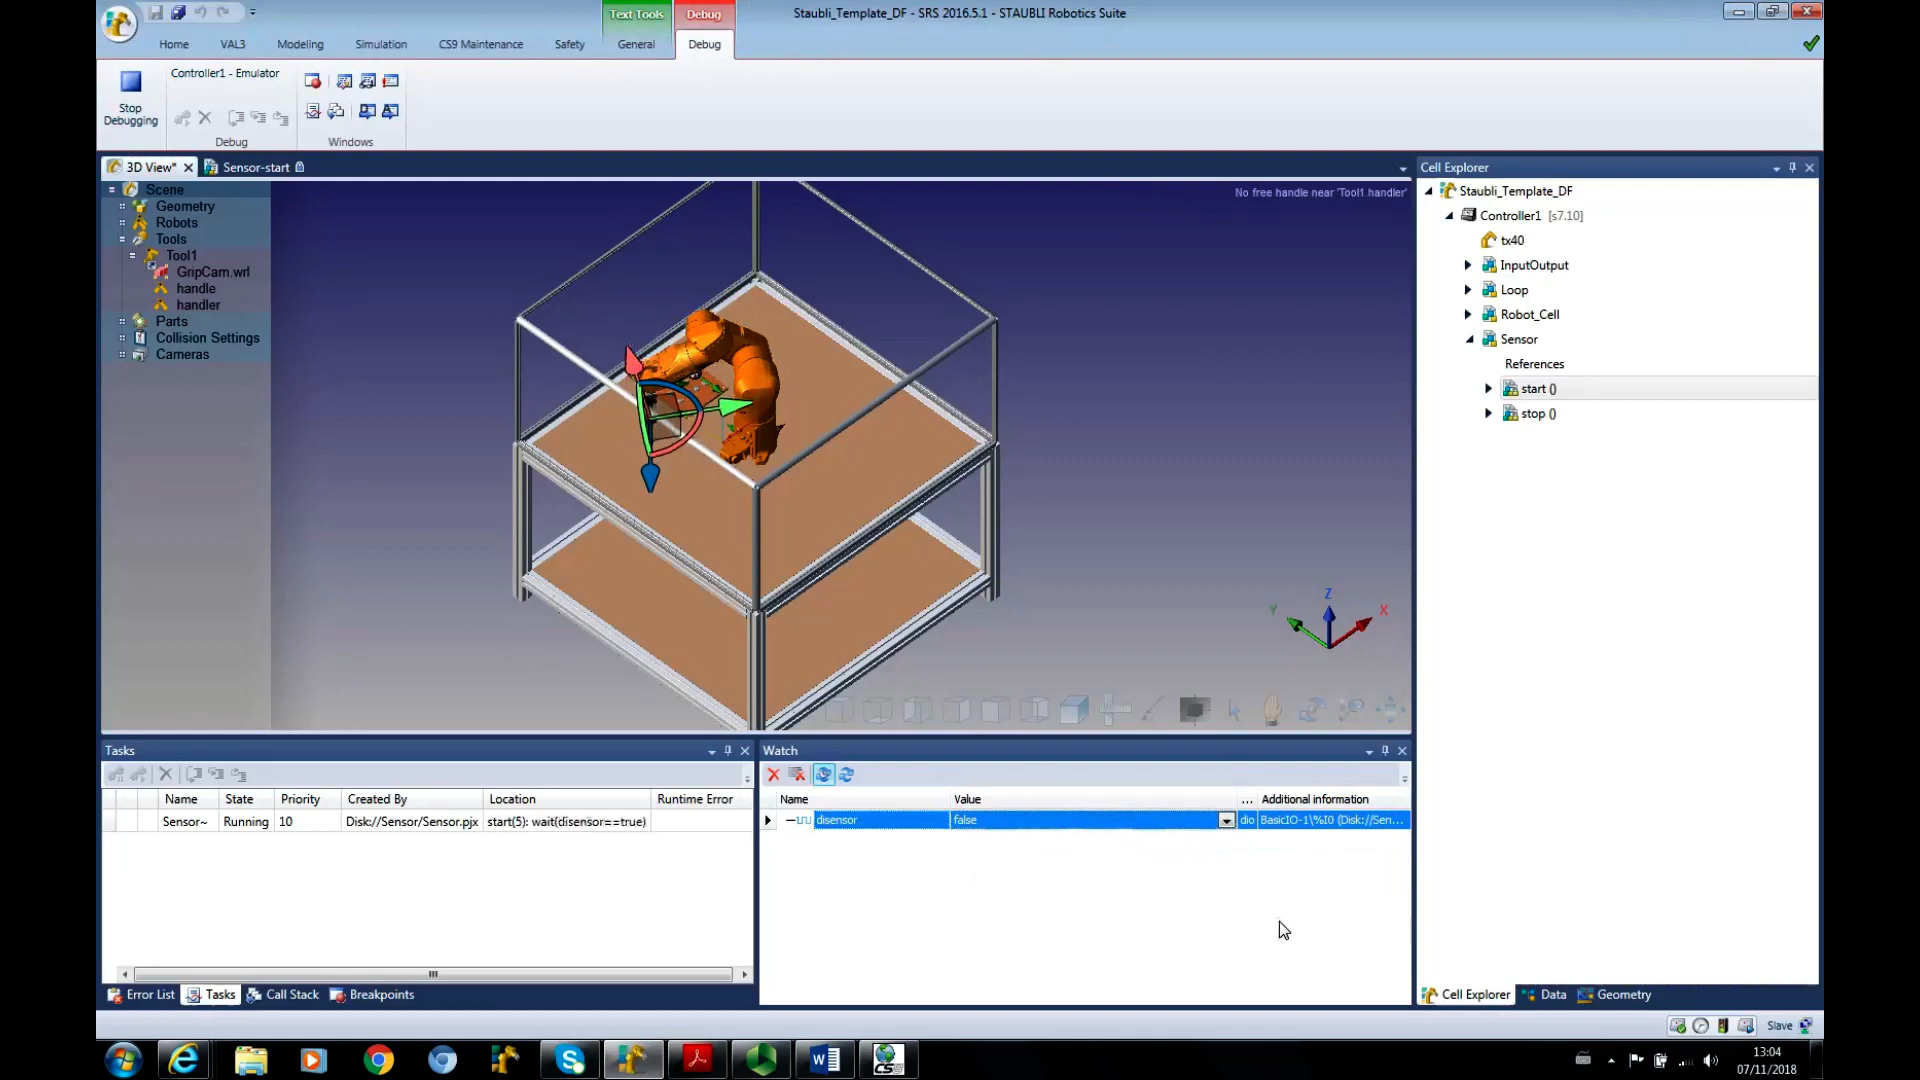 Text Tools
Debug
Staubli_Template_DF - SRS 2016.5.1 - STAUBLI Robotics Suite
Home
VAL3
Modeling
Simulation
CS9 Maintenance
Safety
General
Debug
Stop
Debugging
Controller1 - Emulator
Debug
Windows
3D View*
Sensor-start
Scene
Geometry
Robots
Tools
Tool1
GripCam.wrl
handle
handler
Parts
Collision Settings
Cameras
No free handle near 'Tool1.handler'
Z
Y
X
Cell Explorer
Staubli_Template_DF
Controller1 [s7.10]
tx40
InputOutput
Loop
Robot_Cell
Sensor
References
start ()
stop ()
Tasks
Name State Priority Created By Location Runtime Error
Sensor~ Running 10 Disk://Sensor/Sensor.pjx start(5): wait(disensor==true)
Error List
Tasks
Call Stack
Breakpoints
Watch
Name Value ... Additional information
disensor false dio BasicIO-1\%I0 (Disk://Sen...
Cell Explorer
Data
Geometry
Slave
13:04
07/11/2018